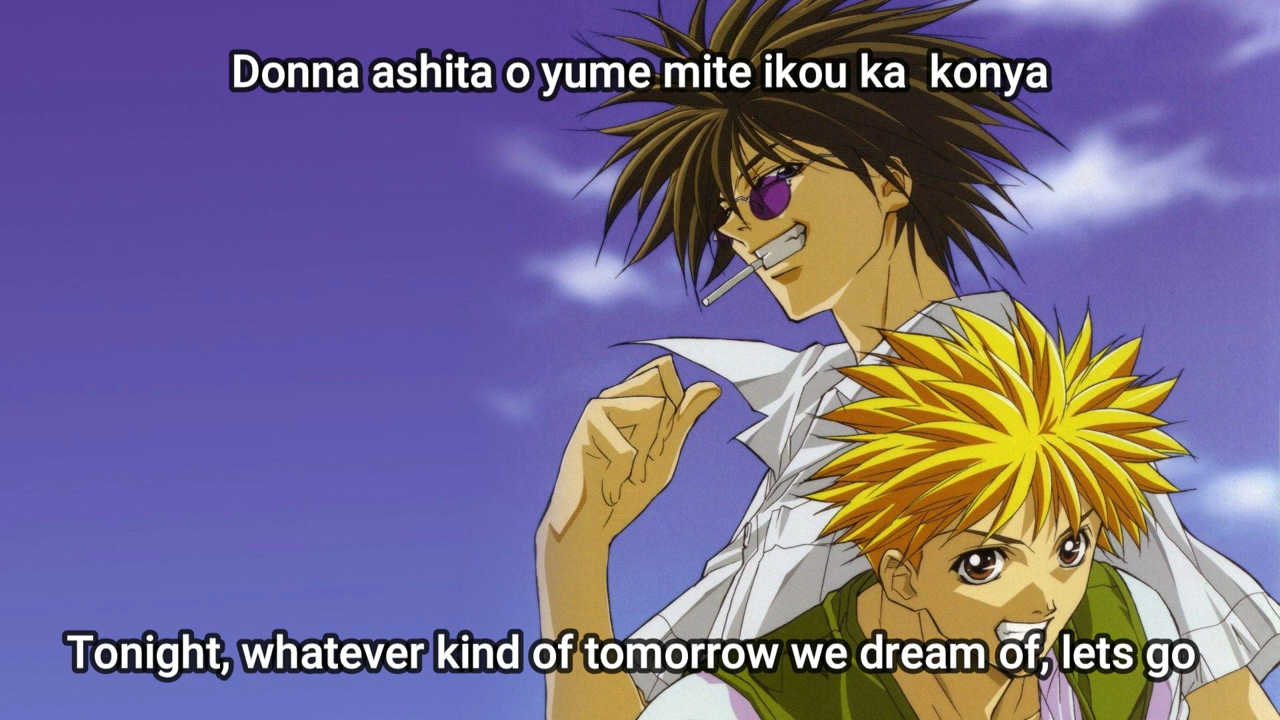 Donna ashita o yume mite ikou ka konya
Tonight, whatever kind of tomorrow we dream of, lets go